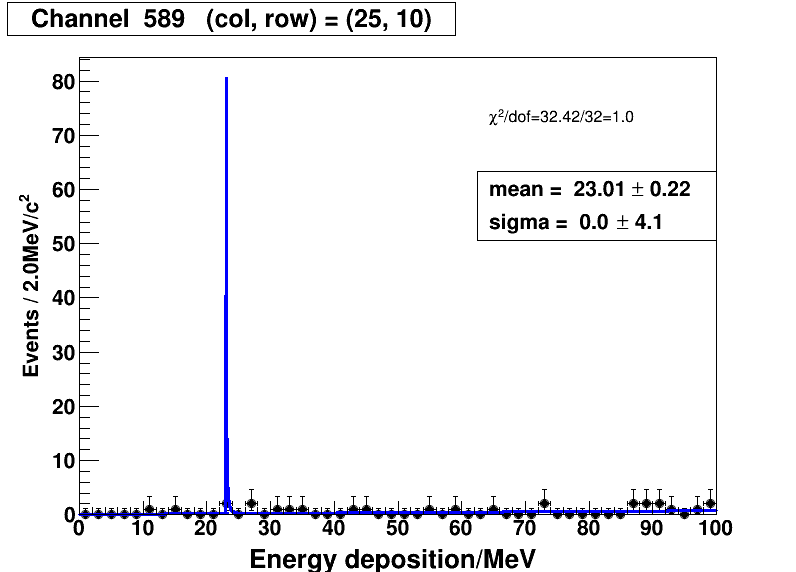 Channel 589 (col, row) = (25, 10)
χ²/dof=32.42/32=1.0
mean = 23.01 ± 0.22
sigma = 0.0 ± 4.1
Events / 2.0MeV/c²
80
70
60
50
40
30
20
10
0
0 10 20 30 40 50 60 70 80 90 100
Energy deposition/MeV